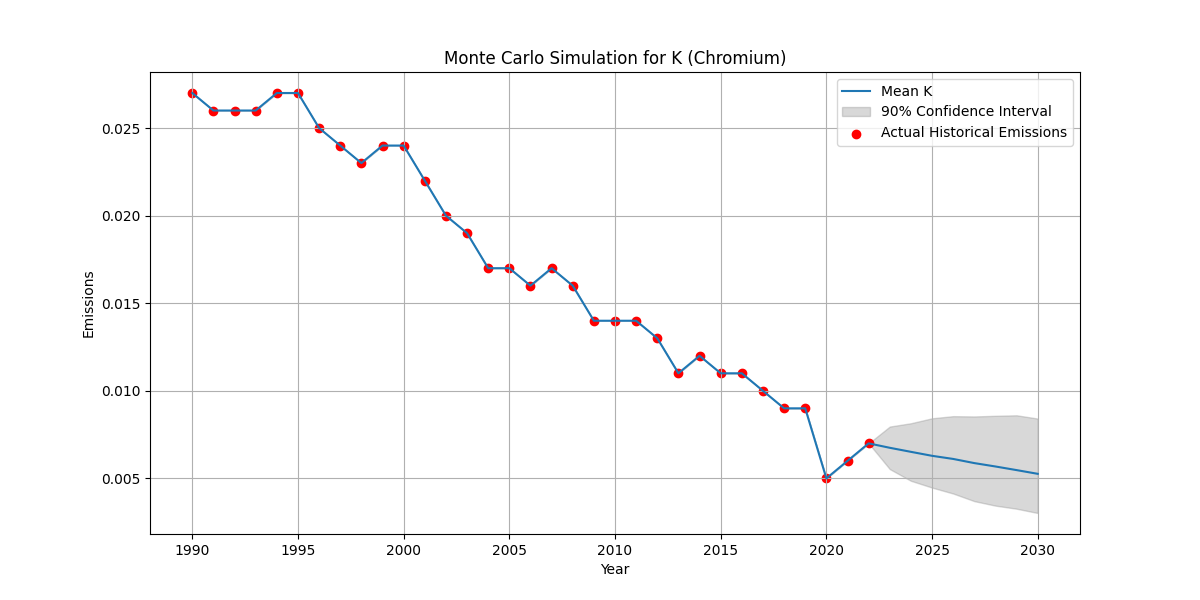 Monte Carlo Simulation for K (Chromium)
Mean K
90% Confidence Interval
Actual Historical Emissions
Emissions
0.025
0.020
0.015
0.010
0.005
1990 1995 2000 2005 2010 2015 2020 2025 2030
Year